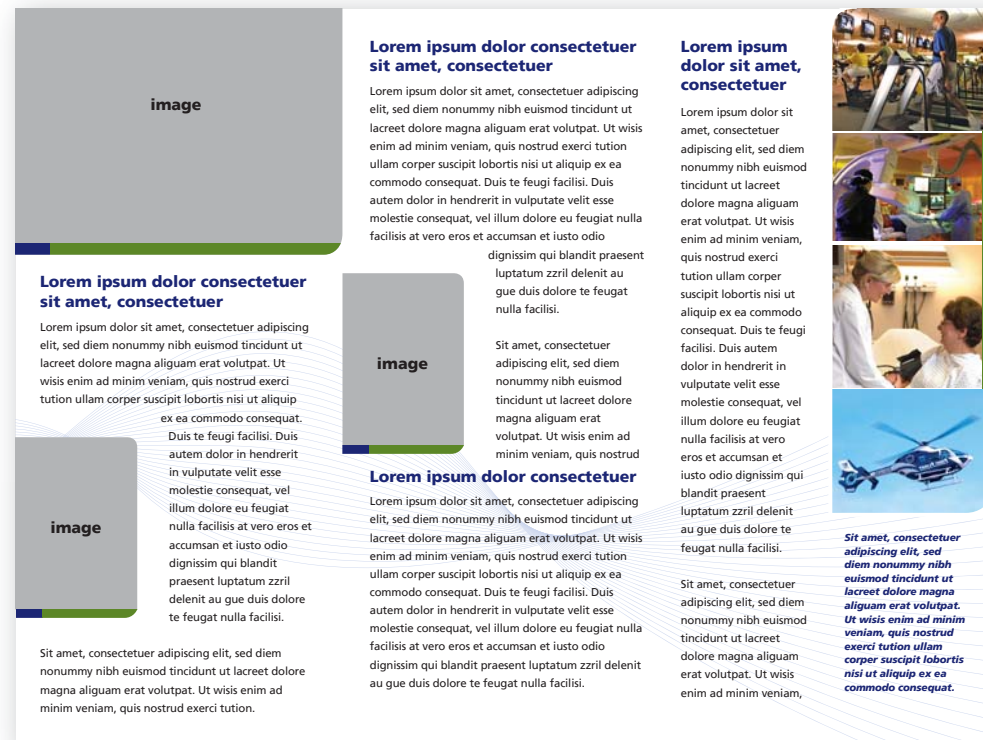 image
Lorem ipsum dolor consectetuer
sit amet, consectetuer
Lorem ipsum dolor sit amet, consectetuer adipiscing
elit, sed diem nonummy nibh euismod tincidunt ut
lacreet dolore magna aliguam erat volutpat. Ut
wisis enim ad minim veniam, quis nostrud exerci
tution ullam corper suscipit lobortis nisi ut aliquip
ex ea commodo consequat.
Duis te feugi facilisi. Duis
autem dolor in hendrerit
in vulputate velit esse
molestie consequat, vel
illum dolore eu feugiat
nulla facilisis at vero eros et
accumsan et iusto odio
dignissim qui blandit
praesent luptatum zzril
delenit au gue duis dolore
te feugat nulla facilisi.
image
Sit amet, consectetuer adipiscing elit, sed diem
nonummy nibh euismod tincidunt ut lacreet dolore
magna aliguam erat volutpat. Ut wisis enim ad
minim veniam, quis nostrud exerci tution.
Lorem ipsum dolor consectetuer
sit amet, consectetuer
Lorem ipsum dolor sit amet, consectetuer adipiscing
elit, sed diem nonummy nibh euismod tincidunt ut
lacreet dolore magna aliguam erat volutpat. Ut wisis
enim ad minim veniam, quis nostrud exerci tution
ullam corper suscipit lobortis nisi ut aliquip ex ea
commodo consequat. Duis te feugi facilisi. Duis
autem dolor in hendrerit in vulputate velit esse
molestie consequat, vel illum dolore eu feugiat nulla
facilisis at vero eros et accumsan et iusto odio
dignissim qui blandit praesent
luptatum zzril delenit au
gue duis dolore te feugat
nulla facilisi.
image
Sit amet, consectetuer
adipiscing elit, sed diem
nonummy nibh euismod
tincidunt ut lacreet dolore
magna aliguam erat
volutpat. Ut wisis enim ad
minim veniam, quis nostrud
Lorem ipsum dolor consectetuer
Lorem ipsum dolor sit amet, consectetuer adipiscing
elit, sed diem nonummy nibh euismod tincidunt ut
lacreet dolore magna aliguam erat volutpat. Ut wisis
enim ad minim veniam, quis nostrud exerci tution
ullam corper suscipit lobortis nisi ut aliquip ex ea
commodo consequat. Duis te feugi facilisi. Duis
autem dolor in hendrerit in vulputate velit esse
molestie consequat, vel illum dolore eu feugiat nulla
facilisis at vero eros et accumsan et iusto odio
dignissim qui blandit praesent luptatum zzril delenit
au gue duis dolore te feugat nulla facilisi.
Lorem ipsum
dolor sit amet,
consectetuer
Lorem ipsum dolor sit
amet, consectetuer
adipiscing elit, sed diem
nonummy nibh euismod
tincidunt ut lacreet
dolore magna aliguam
erat volutpat. Ut wisis
enim ad minim veniam,
quis nostrud exerci
tution ullam corper
suscipit lobortis nisi ut
aliquip ex ea commodo
consequat. Duis te feugi
facilisi. Duis autem
dolor in hendrerit in
vulputate velit esse
molestie consequat, vel
illum dolore eu feugiat
nulla facilisis at vero
eros et accumsan et
iusto odio dignissim qui
blandit praesent
luptatum zzril delenit
au gue duis dolore te
feugat nulla facilisi.
Sit amet, consectetuer
adipiscing elit, sed diem
nonummy nibh euismod
tincidunt ut lacreet
dolore magna aliguam
erat volutpat. Ut wisis
enim ad minim veniam,
Sit amet, consectetuer
adipiscing elit, sed
diem nonummy nibh
euismod tincidunt ut
lacreet dolore magna
aliguam erat volutpat.
Ut wisis enim ad minim
veniam, quis nostrud
exerci tution ullam
corper suscipit lobortis
nisi ut aliquip ex ea
commodo consequat.